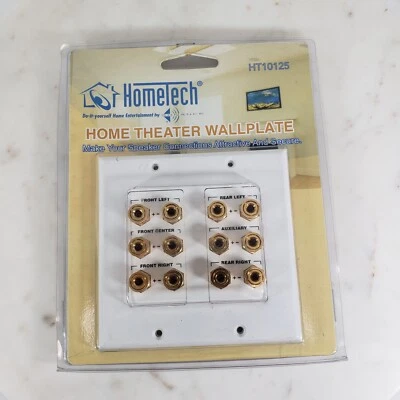 HT10125
HomeTech®
Do-it-yourself Home Entertainment by
HOME THEATER WALLPLATE
Make Your Speaker Connections Attractive And Secure.
FRONT LEFT
REAR LEFT
FRONT CENTER
AUXILIARY
FRONT RIGHT
REAR RIGHT